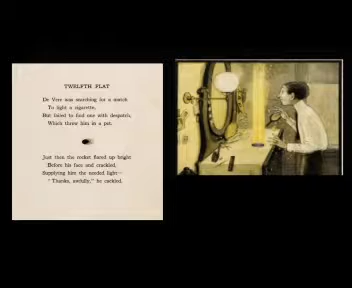 TWELFTH FLAT
De Vere was searching for a match
To light a cigarette,
But failed to find one with despatch,
Which threw him in a pet.
Just then the rocket flared up bright
Before his face and crackled,
Supplying him the needed light—
"Thanks, awfully," he cackled.